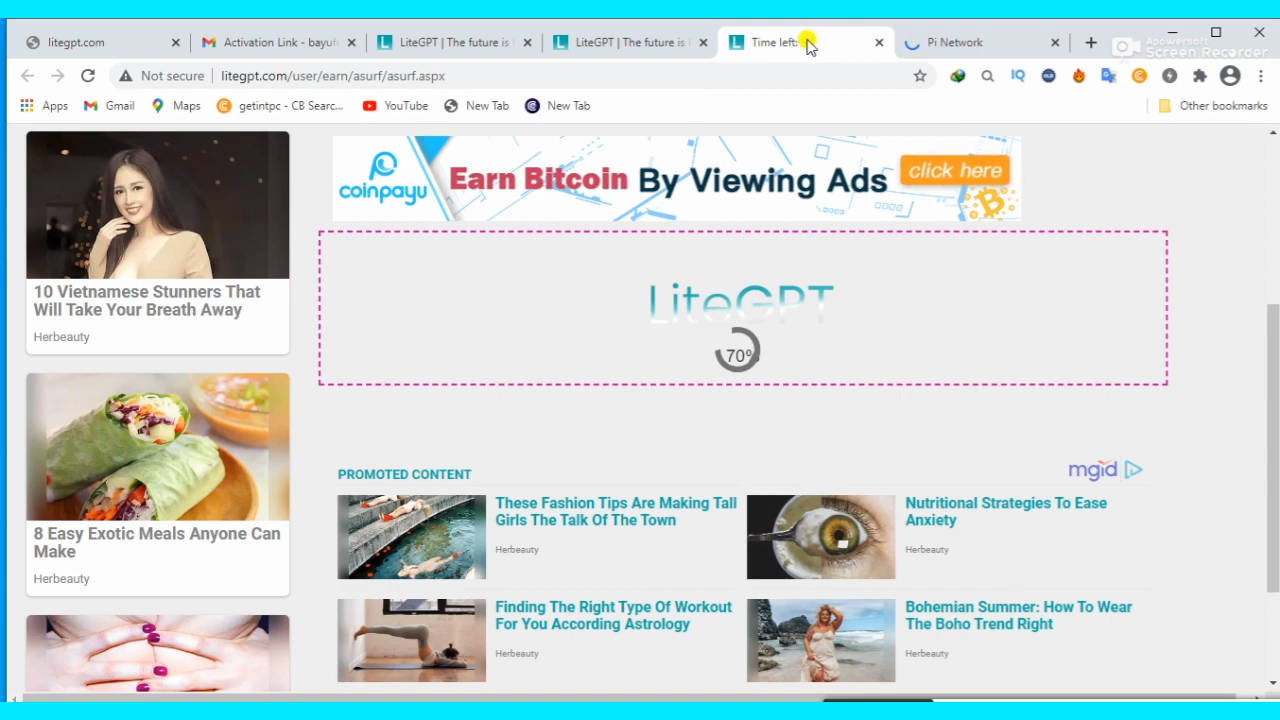 litegpt.com
Activation Link - bayuf
LiteGPT | The future is
LiteGPT | The future is
Time left:
Pi Network
Apowersoft
Screen Recorder
Not secure
litegpt.com/user/earn/asurf/asurf.aspx
IQ
Apps
Gmail
Maps
getintpc - CB Searc...
YouTube
New Tab
New Tab
Other bookmarks
coinpayu
Earn Bitcoin By Viewing Ads
click here
10 Vietnamese Stunners That
Will Take Your Breath Away
Herbeauty
LiteGPT
70%
8 Easy Exotic Meals Anyone Can
Make
Herbeauty
PROMOTED CONTENT
mgid
These Fashion Tips Are Making Tall
Girls The Talk Of The Town
Herbeauty
Nutritional Strategies To Ease
Anxiety
Herbeauty
Finding The Right Type Of Workout
For You According Astrology
Herbeauty
Bohemian Summer: How To Wear
The Boho Trend Right
Herbeauty